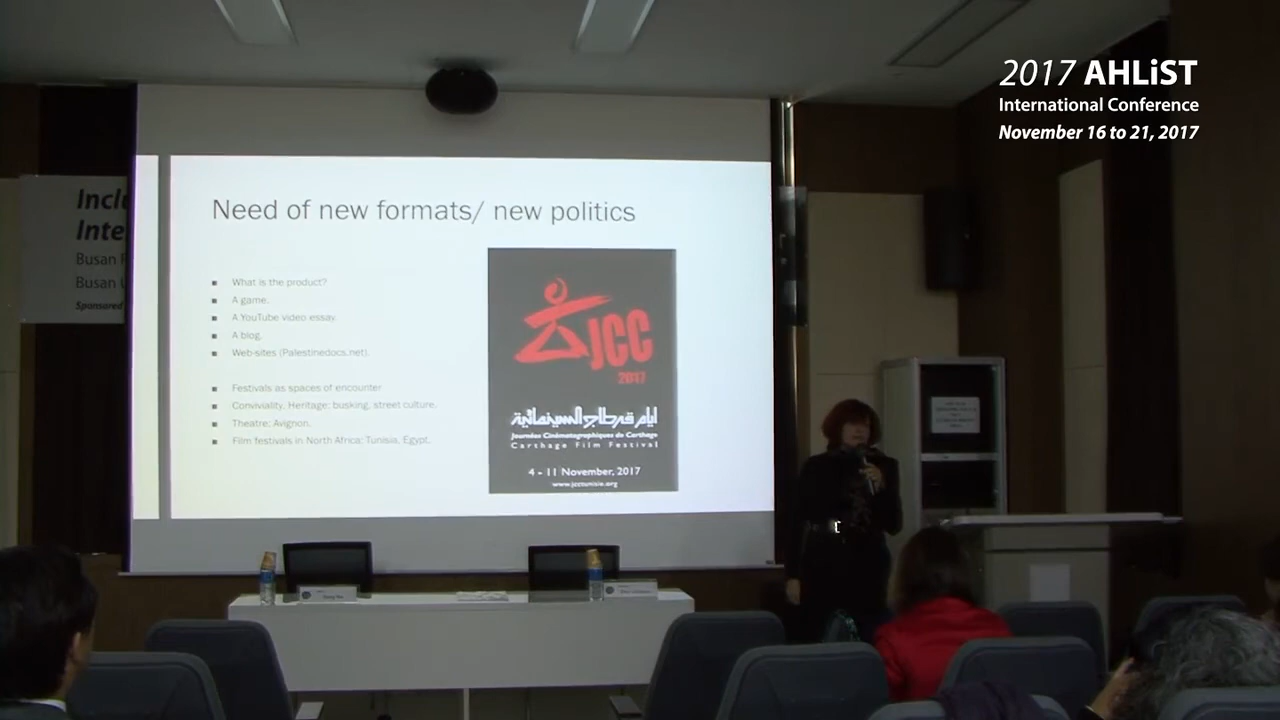 2017 AHLiST
International Conference
November 16 to 21, 2017
Need of new formats/ new politics
What is the product?
A game.
A YouTube video essay.
A blog.
Web-sites (Palestinedocs.net).
Festivals as spaces of encounter
Conviviality, Heritage: busking, street culture.
Theatre: Avignon.
Film festivals in North Africa: Tunisia, Egypt.
JCC
2017
أيام قرطاج السينمائية
Journées Cinématographiques de Carthage
Carthage Film Festival
4 - 11 November, 2017
www.jcctunisie.org
Inclu
Inte
Busan
Busan
Sponsored